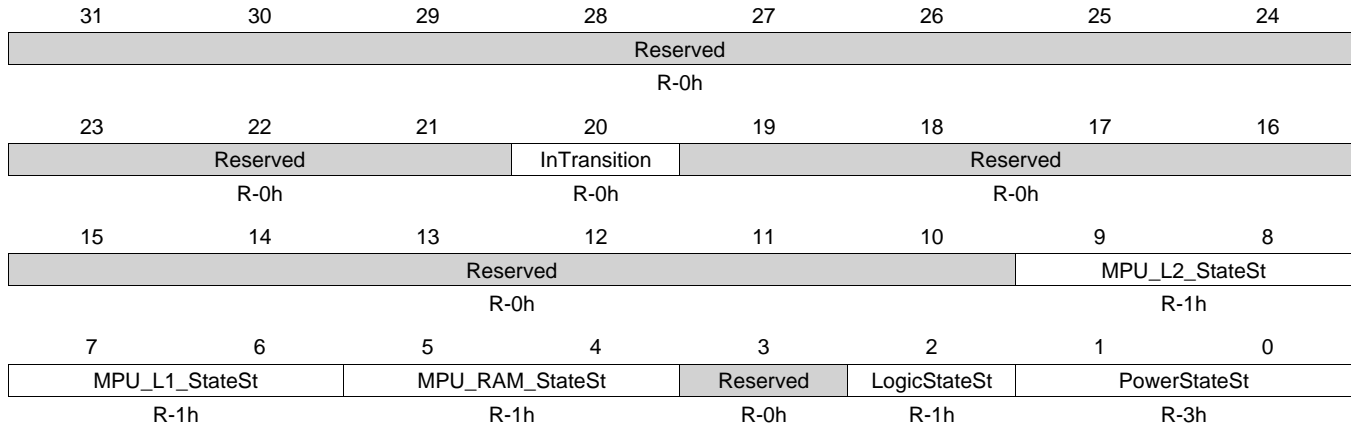 31 30 29 28 27 26 25 24
Reserved
R-0h
23 22 21 20 19 18 17 16
Reserved InTransition Reserved
R-0h R-0h R-0h
15 14 13 12 11 10 9 8
Reserved MPU_L2_StateSt
R-0h R-1h
7 6 5 4 3 2 1 0
MPU_L1_StateSt MPU_RAM_StateSt Reserved LogicStateSt PowerStateSt
R-1h R-1h R-0h R-1h R-3h